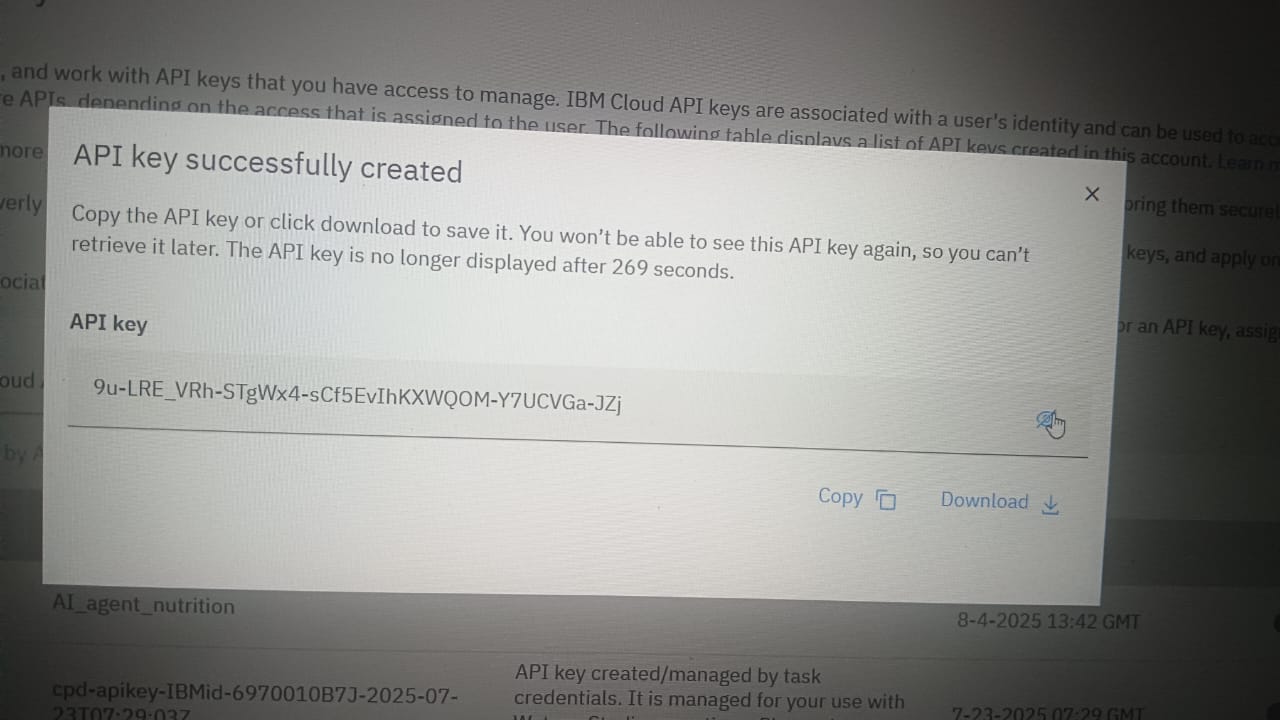 , and work with API keys that you have access to manage. IBM Cloud API keys are associated with a user's identity and can be used to
e APIs, depending on the access that is assigned to the user. The following table displays a list of API keys created in this account. Learn
more
API key successfully created
verly
oring them
Copy the API key or click download to save it. You won't be able to see this API key again, so you can't
keys, and apply
retrieve it later. The API key is no longer displayed after 269 seconds.
ociat
or an API key, assig
API key
oud
9u-LRE_VRh-STgWx4-sCf5EvIhKXWQOM-Y7UCVGa-JZj
by A
Copy
Download
AI_agent_nutrition
8-4-2025 13:42 GMT
API key created/managed by task
cpd-apikey-IBMid-6970010B7J-2025-07-
credentials. It is managed for your use with
23T07:29:03Z
7-23-2025 07:29 GMT